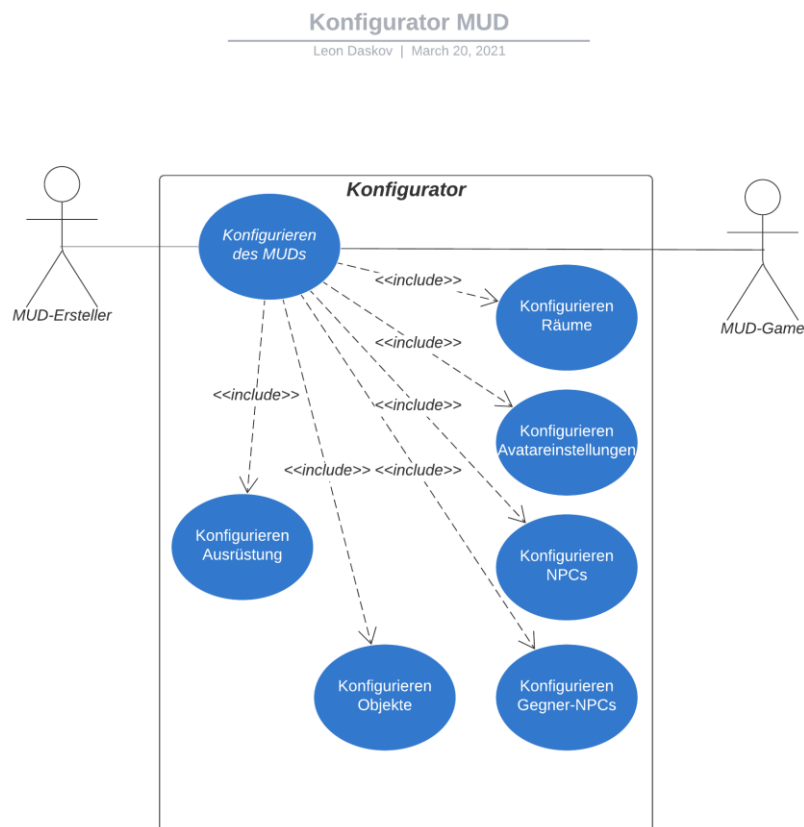 Konfigurator MUD
Leon Daskov | March 20, 2021
Konfigurator
Konfigurieren
des MUDs
MUD-Ersteller
MUD-Game
<<include>>
Konfigurieren
Räume
<<include>>
Konfigurieren
Avatareinstellungen
<<include>>
<<include>>
<<include>>
<<include>>
Konfigurieren
Ausrüstung
Konfigurieren
NPCs
Konfigurieren
Objekte
Konfigurieren
Gegner-NPCs